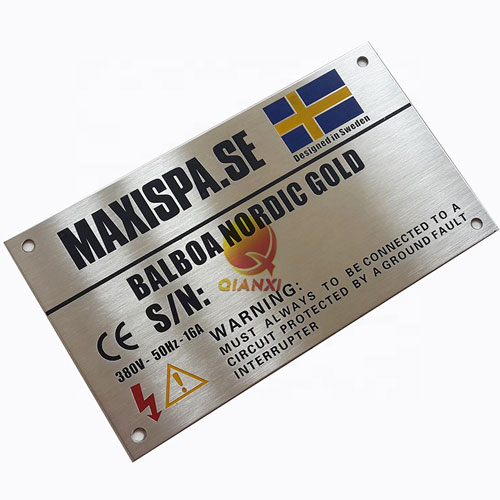 MAXISPA.SE
Designed in Sweden
BALBOA NORDIC GOLD
S/N:
CE
380V - 50Hz - 16A
WARNING:
MUST ALWAYS TO BE CONNECTED TO A
CIRCUIT PROTECTED BY A GROUND FAULT
INTERRUPTER
QIANXI